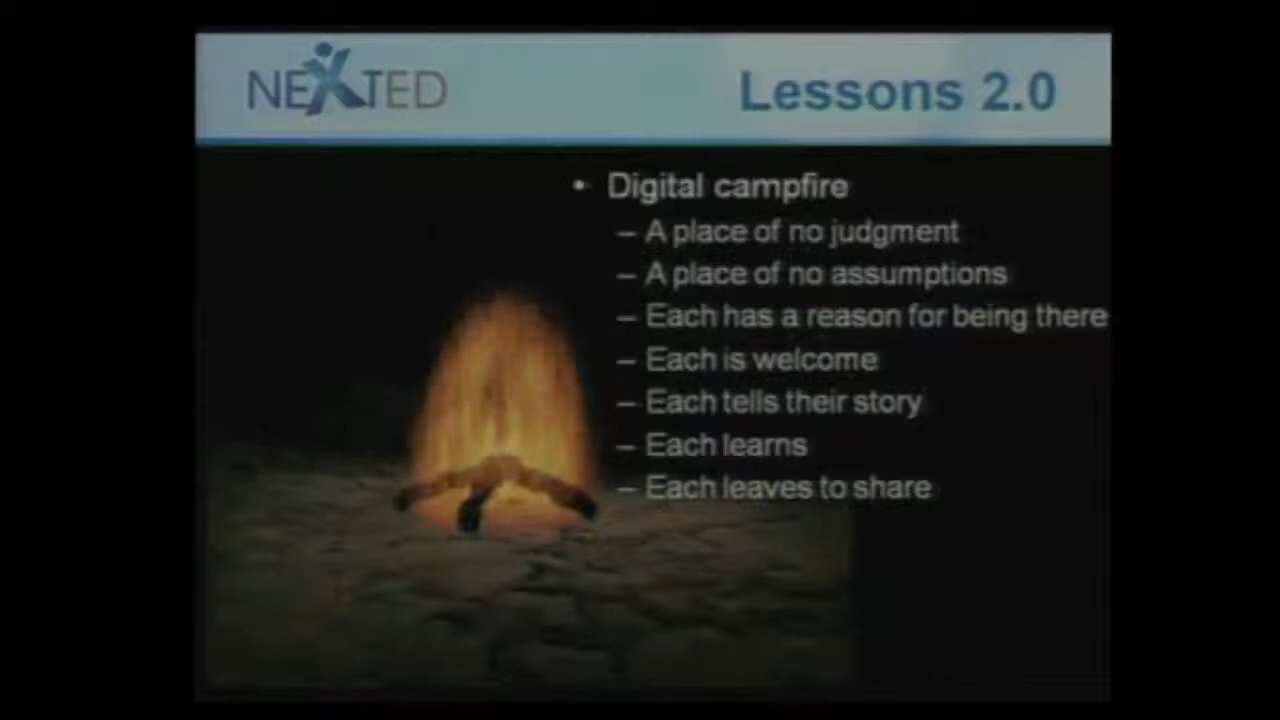 NEXTED
Lessons 2.0
• Digital campfire
– A place of no judgment
– A place of no assumptions
– Each has a reason for being there
– Each is welcome
– Each tells their story
– Each learns
– Each leaves to share